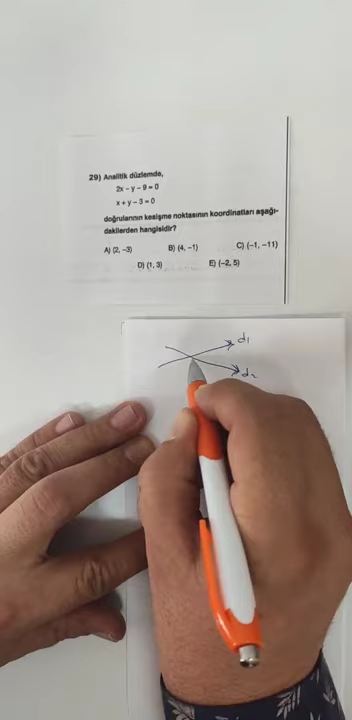 29) Analitik düzlemde,
2x – y – 9 = 0
x + y – 3 = 0
doğrularının kesişme noktasının koordinatları aşağı-
dakilerden hangisidir?
A) (2, –3) B) (4, –1) C) (–1, –11)
D) (1, 3) E) (–2, 5)
d1
d2